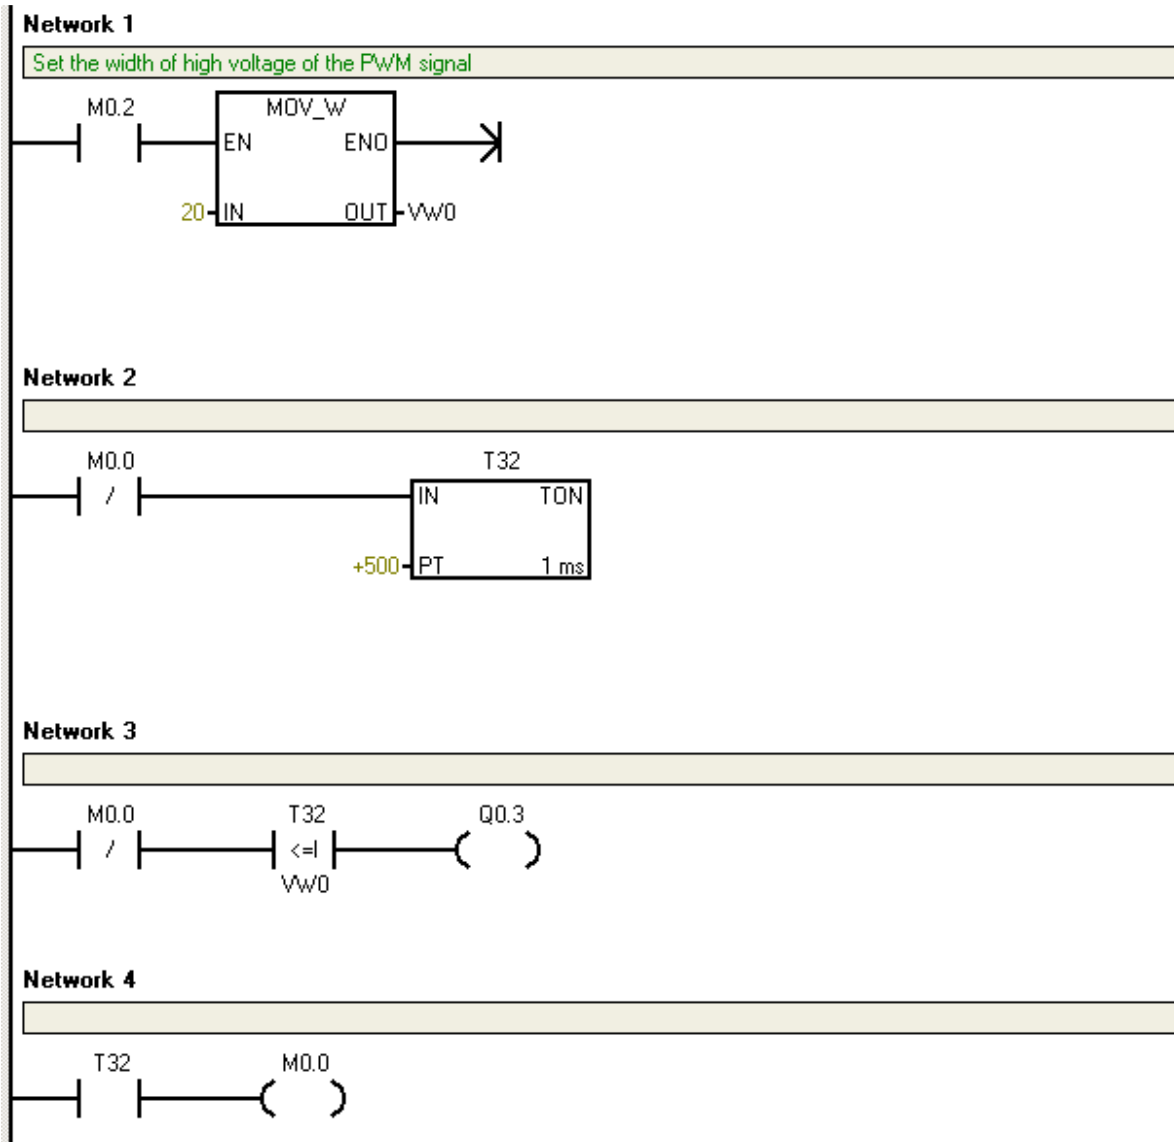 Network 1
Set the width of high voltage of the PWM signal
M0.2 MOV_W
EN ENO
20 IN OUT VW0
Network 2
M0.0 T32
/ IN TON
+500 PT 1 ms
Network 3
M0.0 T32 Q0.3
/ <=I
VW0
Network 4
T32 M0.0